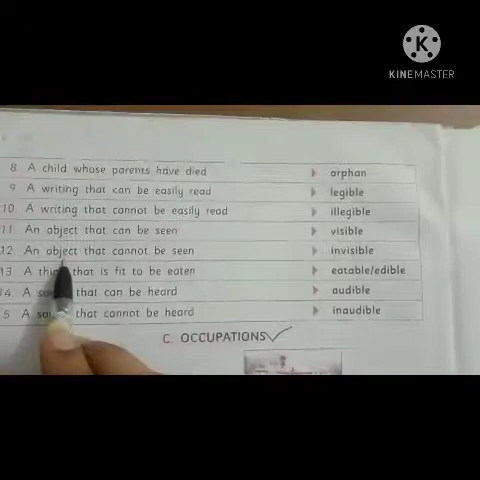 KINEMASTER
8 A child whose parents have died orphan
9 A writing that can be easily read legible
10. A writing that cannot be easily read illegible
11. An object that can be seen visible
12. An object that cannot be seen invisible
13. A that is fit to be eaten eatable/edible
14. A that can be heard audible
5 A that cannot be heard inaudible
C. OCCUPATIONS